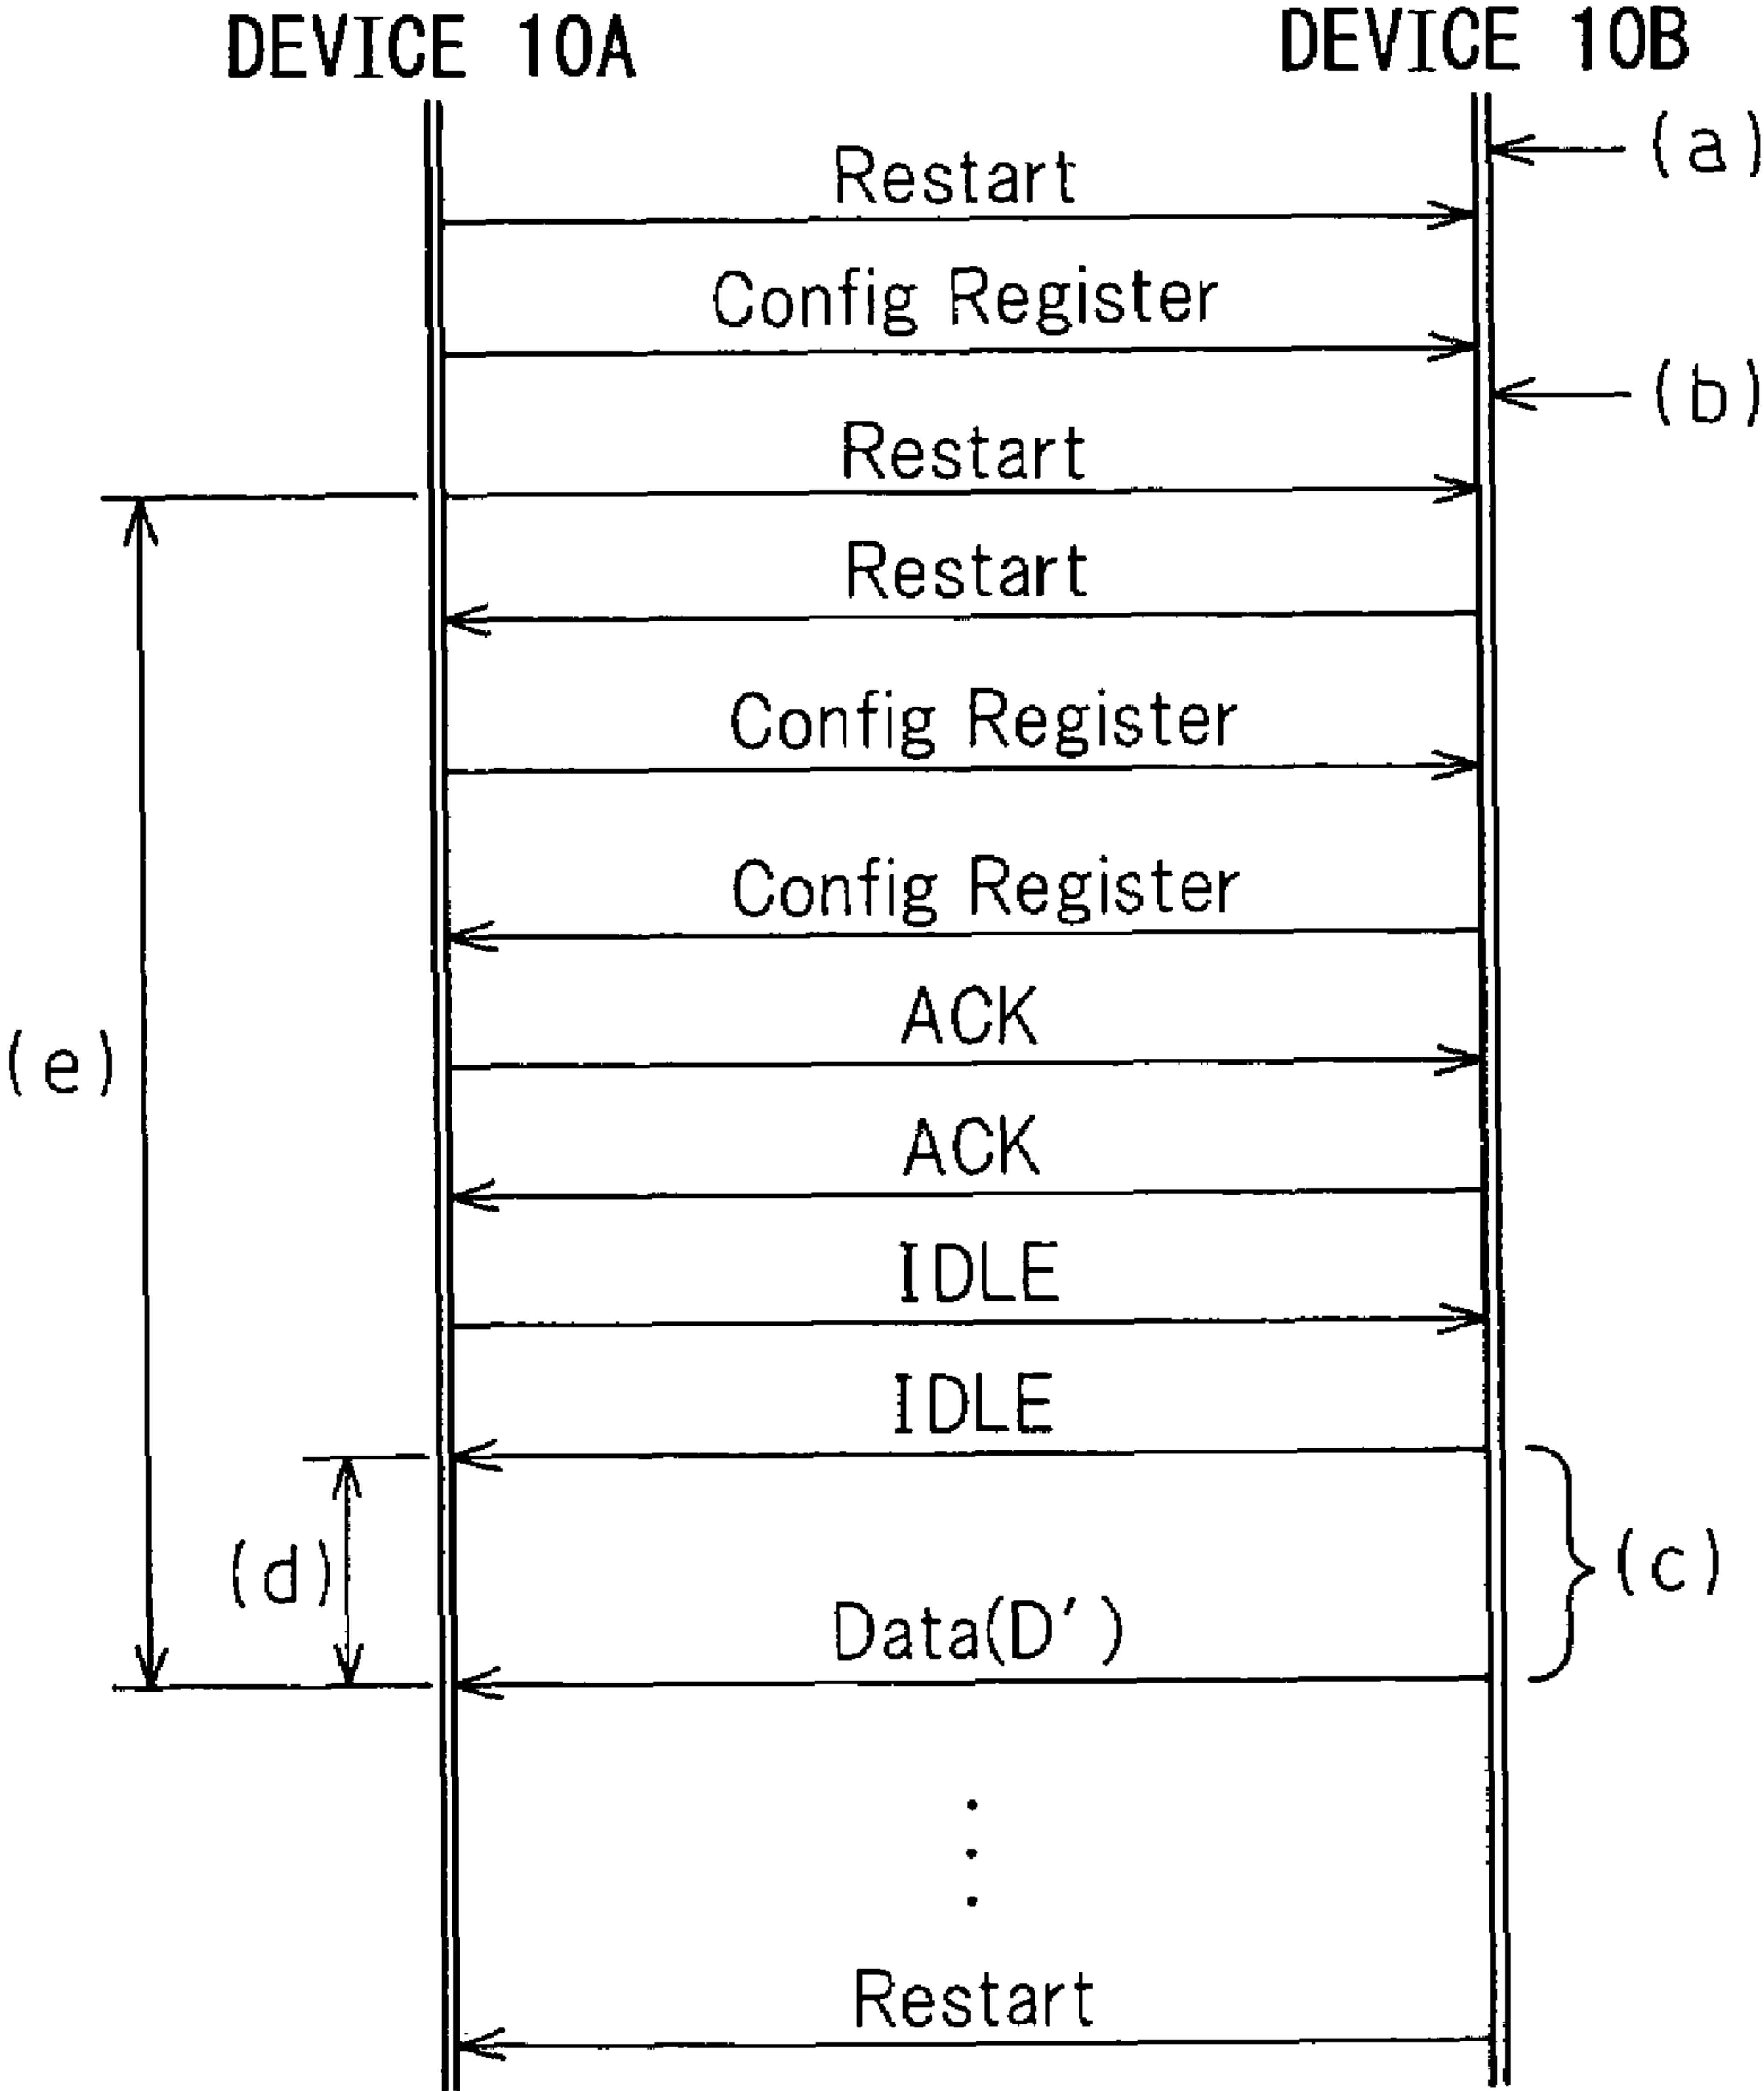 DEVICE 10A DEVICE 10B
(a)
Restart
Config Register
(b)
Restart
Restart
Config Register
Config Register
ACK
(e)
ACK
IDLE
IDLE
(d) (c)
Data(D')
Restart